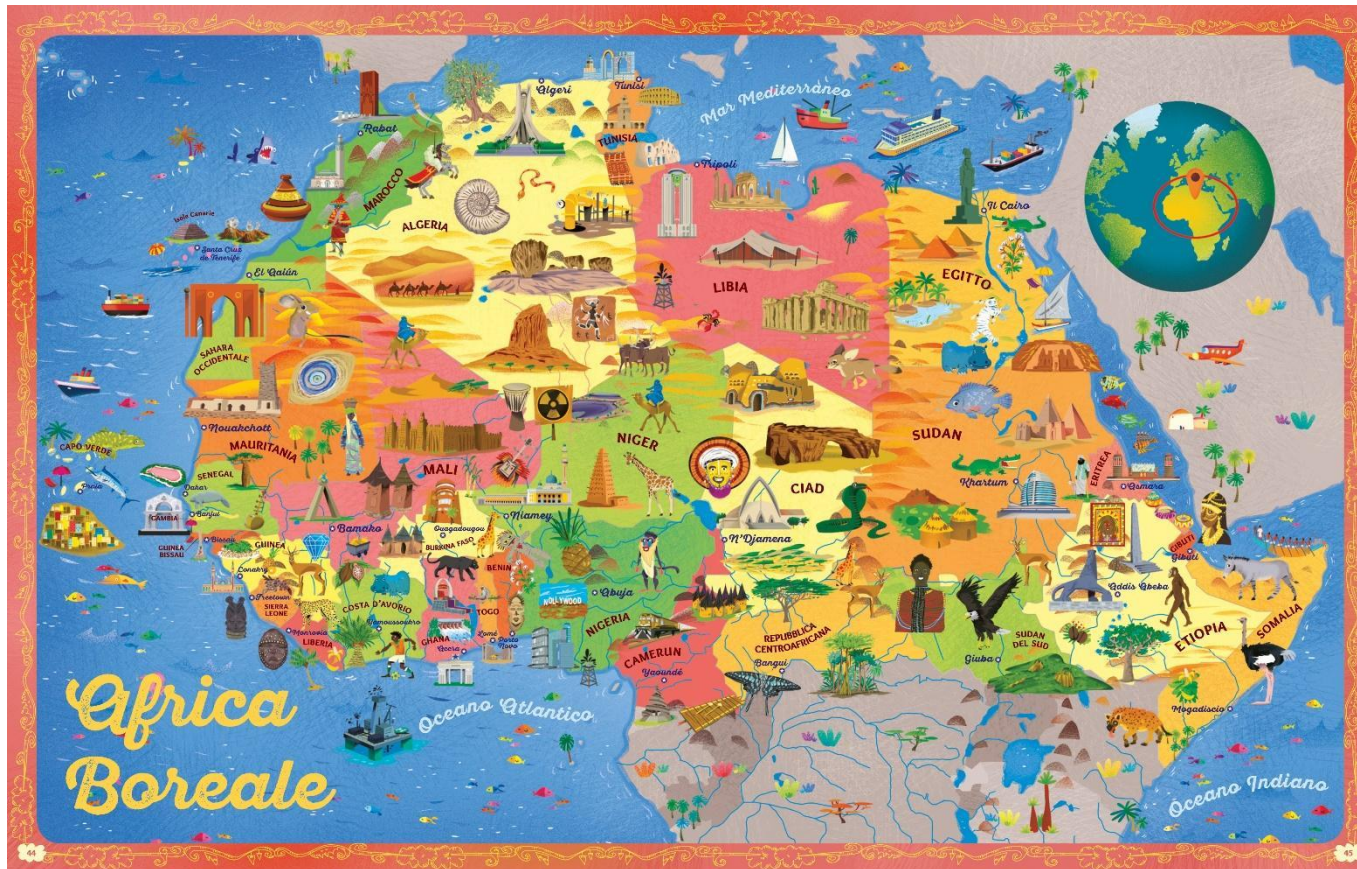 Africa
Boreale
Mar Mediterraneo
Oceano Atlantico
Oceano Indiano
Algeri
Tunisi
Rabat
TUNISIA
Tripoli
MAROCCO
ALGERIA
Isole Canarie
Santa Cruz
de Tenerife
Il Cairo
El Aaiún
LIBIA
EGITTO
SAHARA
OCCIDENTALE
Nouakchott
MAURITANIA
NIGER
SUDAN
CAPO VERDE
Praia
SENEGAL
MALI
CIAD
Khartum
ERITREA
Asmara
Dakar
GAMBIA
Banjul
Bamako
Ouagadougou
Niamey
N'Djamena
GUINEA
BISSAU
Bissau
GUINEA
BURKINA FASO
BENIN
GIBUTI
Gibuti
Conakry
Freetown
SIERRA
LEONE
COSTA D'AVORIO
Yamoussoukro
TOGO
NOLLYWOOD
Abuja
Addis Abeba
Monrovia
LIBERIA
GHANA
Accra
Lomé
Porto
Novo
NIGERIA
CAMERUN
Yaoundé
REPUBBLICA
CENTROAFRICANA
Bangui
SUDAN
DEL SUD
Giuba
ETIOPIA
SOMALIA
Mogadiscio
44
45